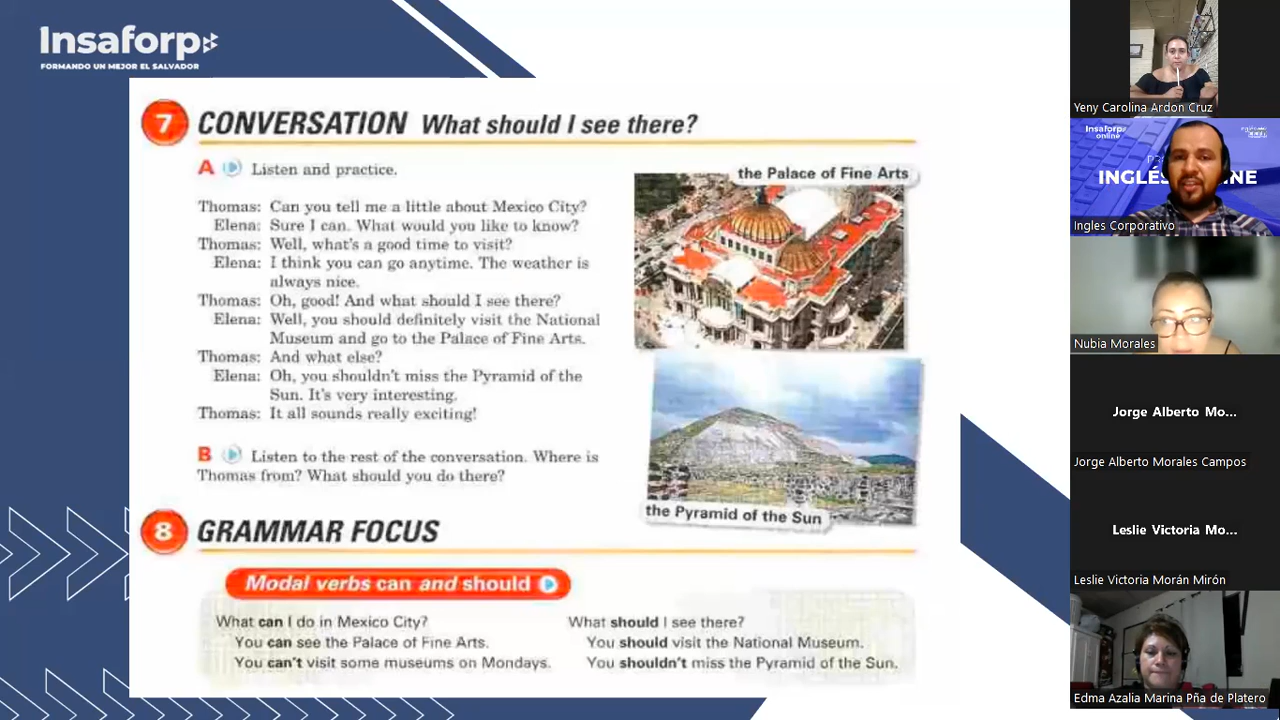 Insaforp
FORMANDO UN MEJOR EL SALVADOR
7 CONVERSATION What should I see there?
A Listen and practice.
Thomas: Can you tell me a little about Mexico City?
Elena: Sure I can. What would you like to know?
Thomas: Well, what's a good time to visit?
Elena: I think you can go anytime. The weather is
always nice.
Thomas: Oh, good! And what should I see there?
Elena: Well, you should definitely visit the National
Museum and go to the Palace of Fine Arts.
Thomas: And what else?
Elena: Oh, you shouldn't miss the Pyramid of the
Sun. It's very interesting.
Thomas: It all sounds really exciting!
the Palace of Fine Arts
the Pyramid of the Sun
B Listen to the rest of the conversation. Where is
Thomas from? What should you do there?
8 GRAMMAR FOCUS
Modal verbs can and should
What can I do in Mexico City?
You can see the Palace of Fine Arts.
You can't visit some museums on Mondays.
What should I see there?
You should visit the National Museum.
You shouldn't miss the Pyramid of the Sun.
Yeny Carolina Ardon Cruz
Insaforp
online
INGLÉS
INE
Ingles Corporativo
Nubia Morales
Jorge Alberto Mo...
Jorge Alberto Morales Campos
Leslie Victoria Mo...
Leslie Victoria Morán Mirón
Edma Azalia Marina Pña de Platero